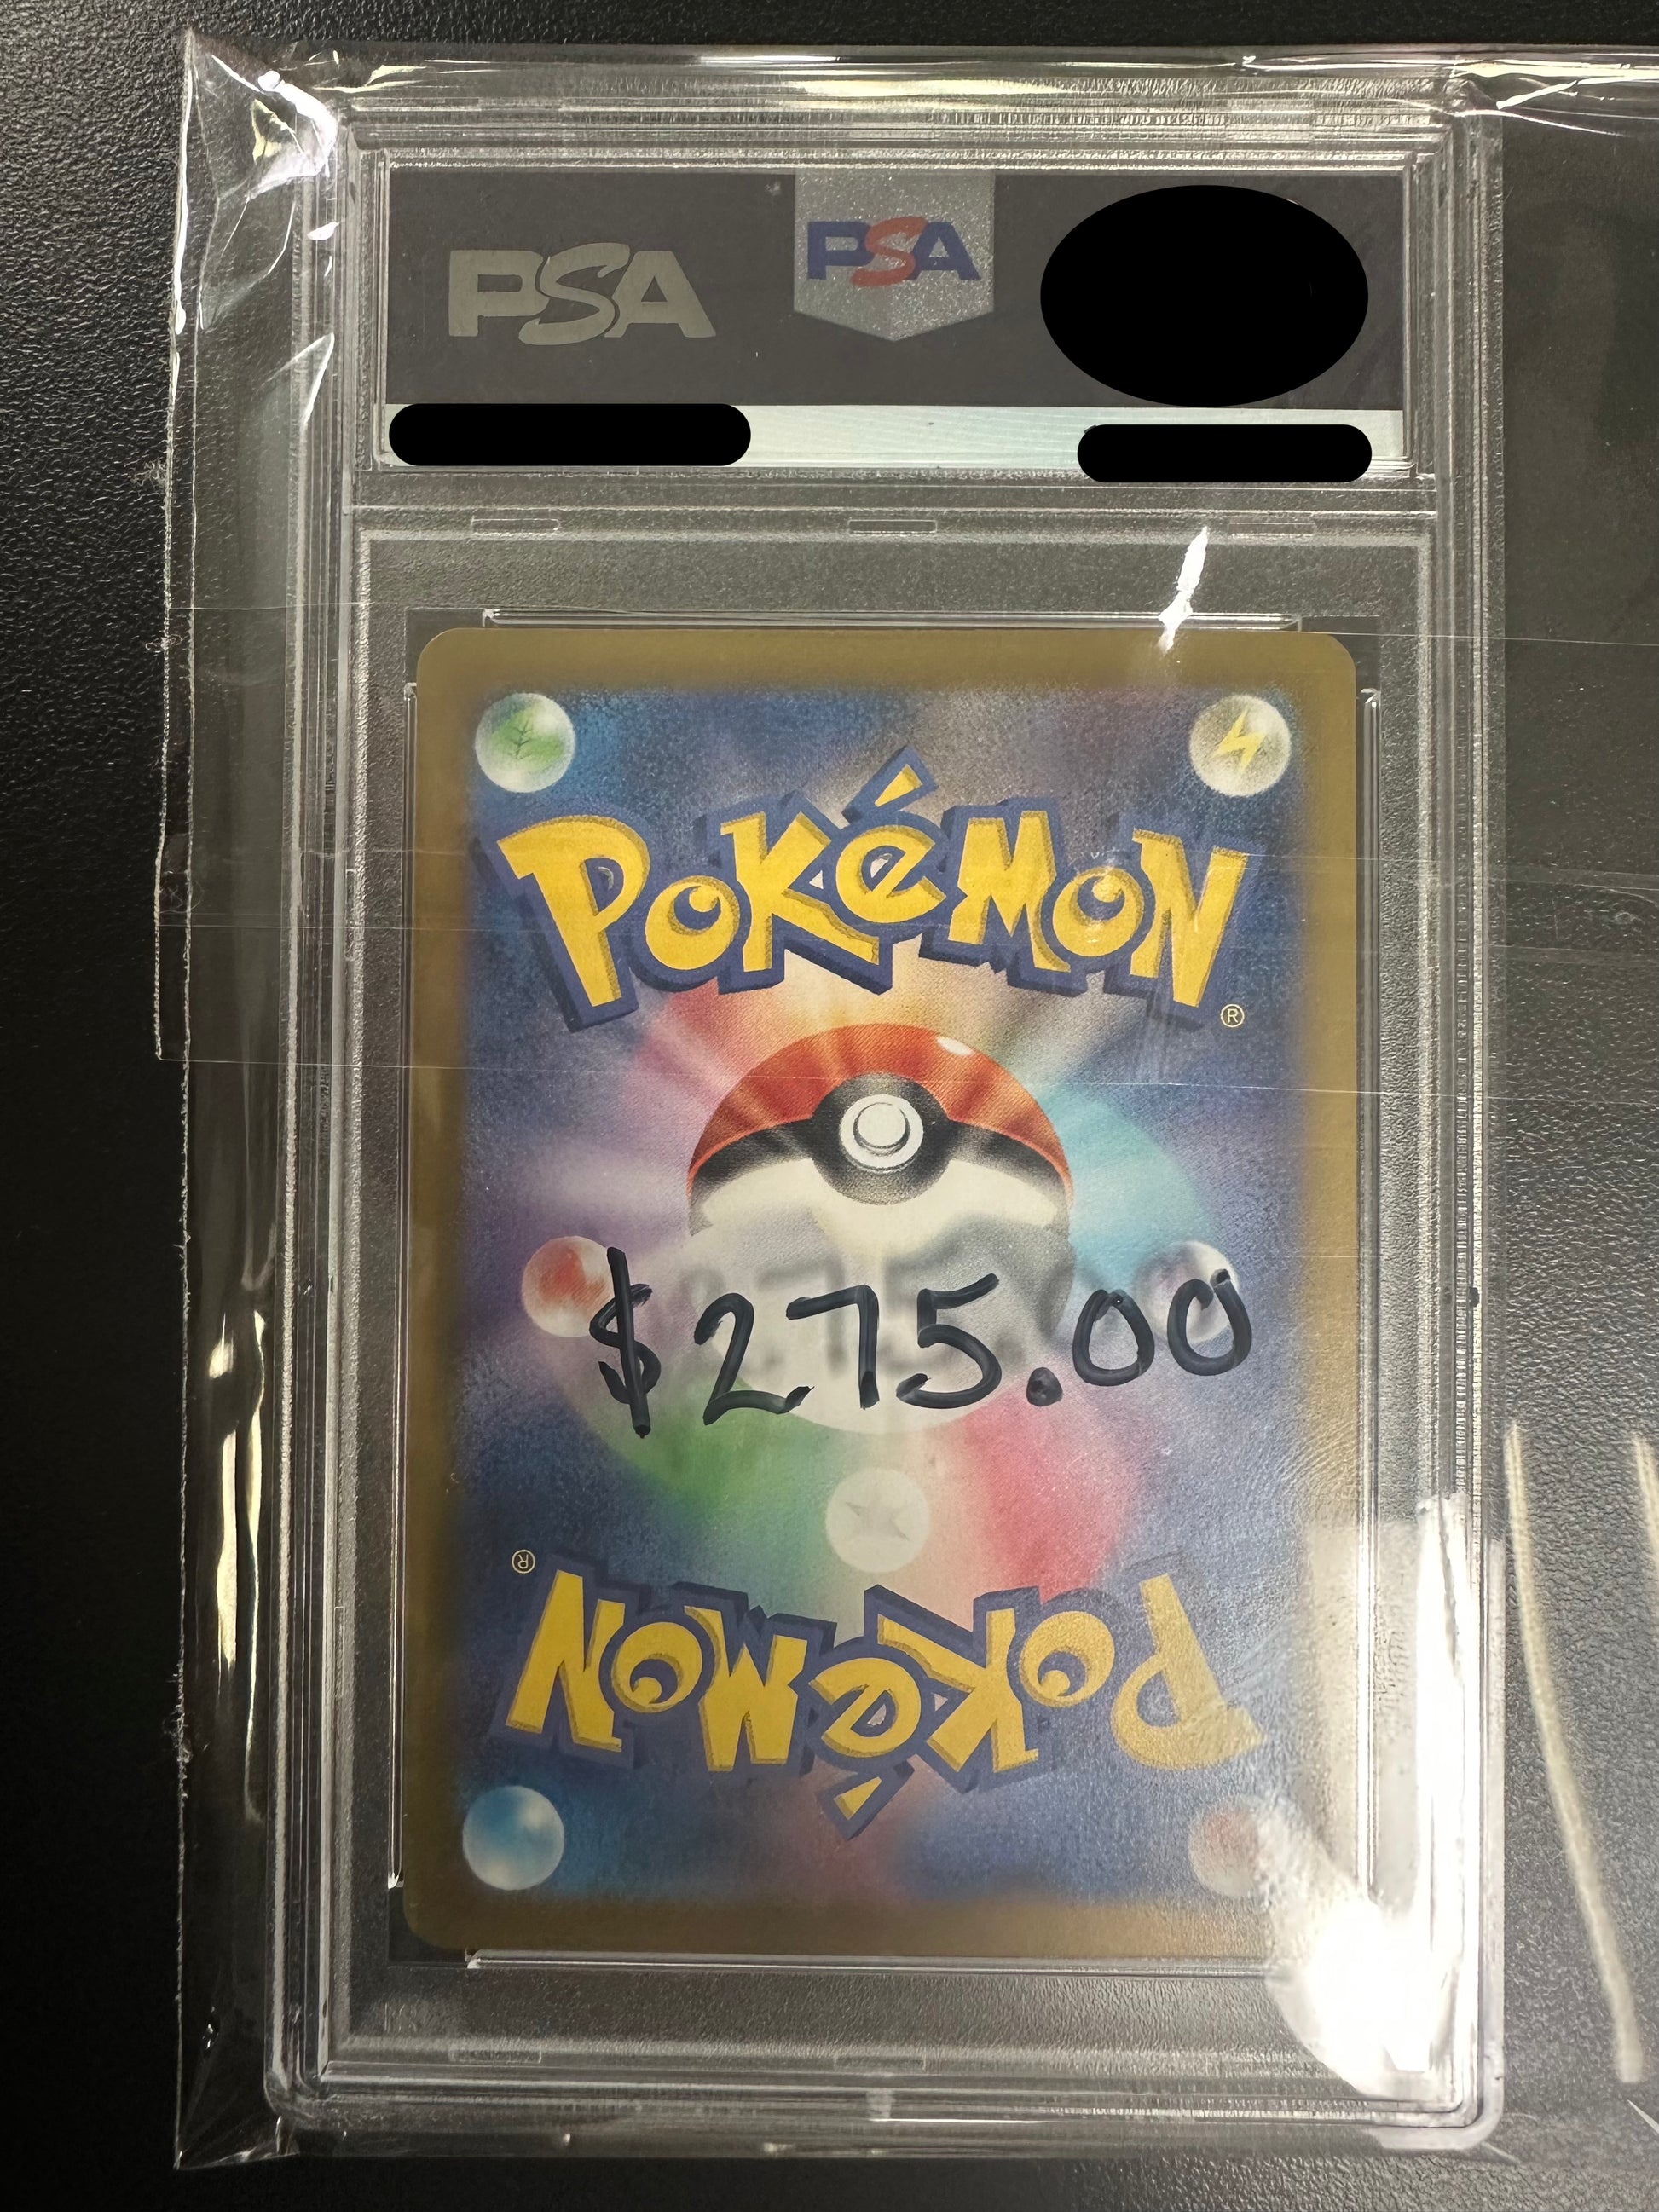 PSA PSA
POKéMON
®
$275.00
®
POKéMON